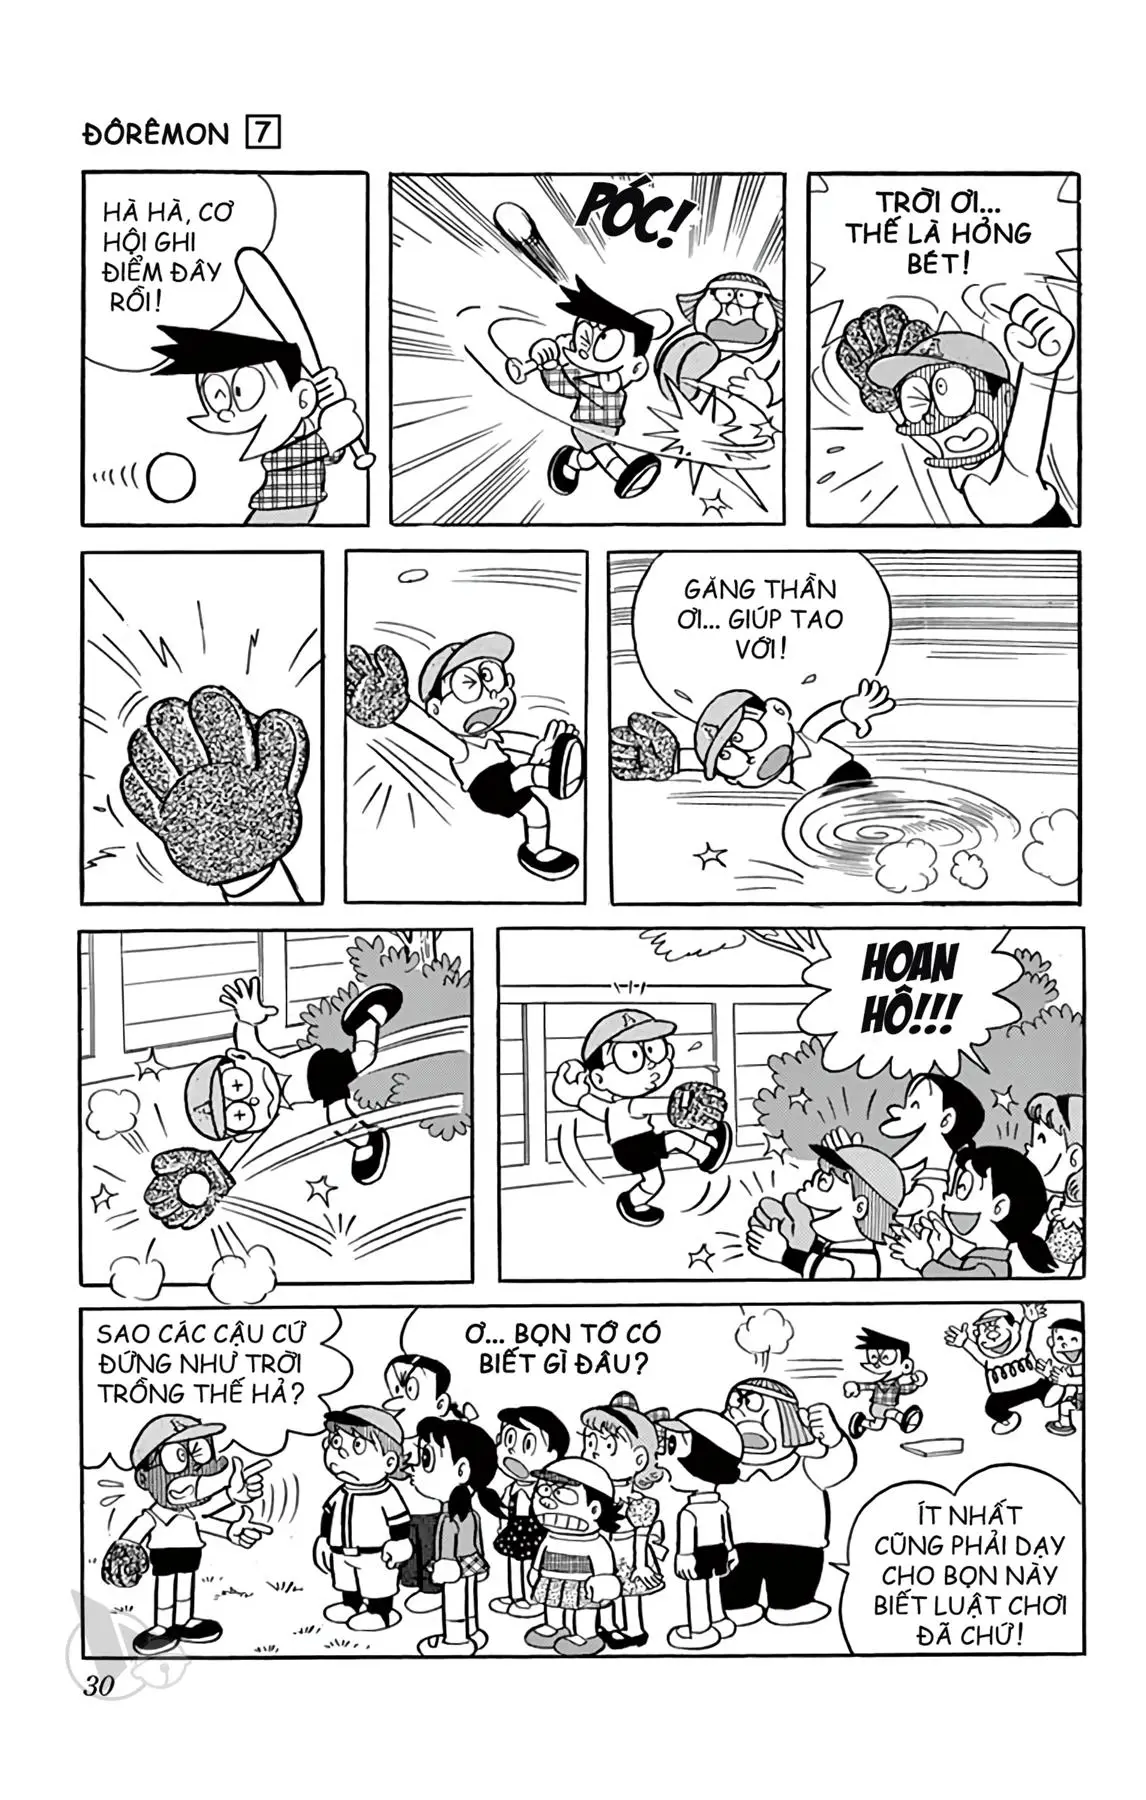 ĐÔRÊMON 7
HÀ HÀ, CƠ
HỘI GHI
ĐIỂM ĐÂY
RỒI!
PÓC!
TRỜI ƠI...
THẾ LÀ HỎNG
BÉT!
GĂNG THẦN
ƠI... GIÚP TAO
VỚI!
HOAN
HÔ!!!
SAO CÁC CẬU CỨ
ĐỨNG NHƯ TRỜI
TRỒNG THẾ HẢ?
Ơ... BỌN TỚ CÓ
BIẾT GÌ ĐÂU?
ÍT NHẤT
CŨNG PHẢI DẠY
CHO BỌN NÀY
BIẾT LUẬT CHƠI
ĐÃ CHỨ!
30